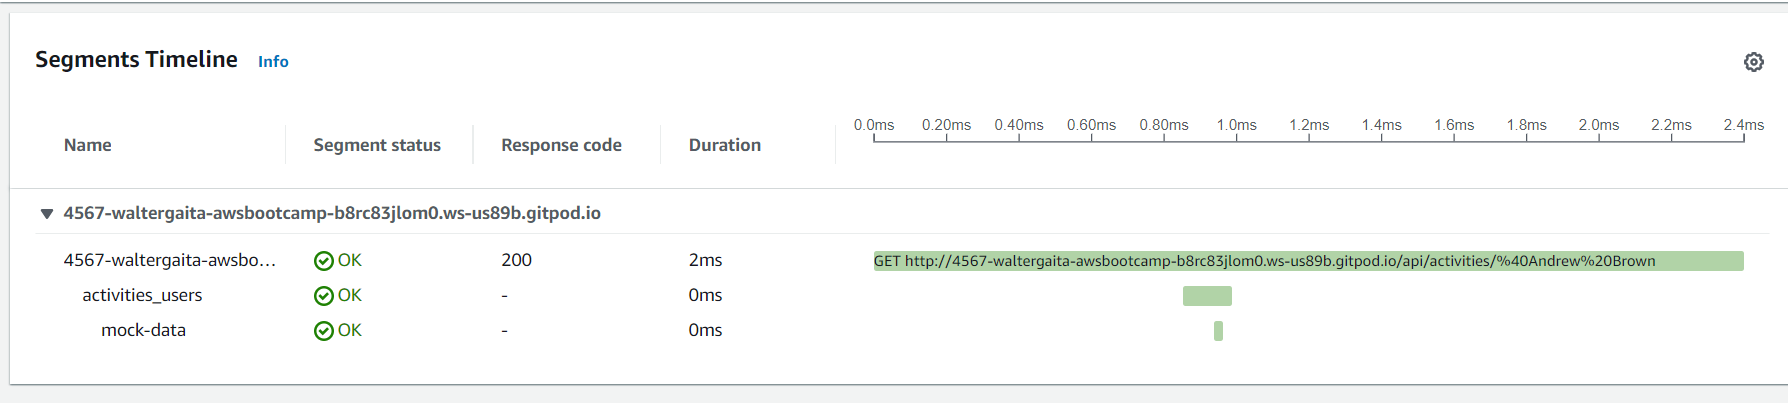 Segments Timeline Info
0.0ms 0.20ms 0.40ms 0.60ms 0.80ms 1.0ms 1.2ms 1.4ms 1.6ms 1.8ms 2.0ms 2.2ms 2.4ms
Name Segment status Response code Duration
4567-waltergaita-awsbootcamp-b8rc83jlom0.ws-us89b.gitpod.io
4567-waltergaita-awsbo... OK 200 2ms GET http://4567-waltergaita-awsbootcamp-b8rc83jlom0.ws-us89b.gitpod.io/api/activities/%40Andrew%20Brown
activities_users OK - 0ms
mock-data OK - 0ms